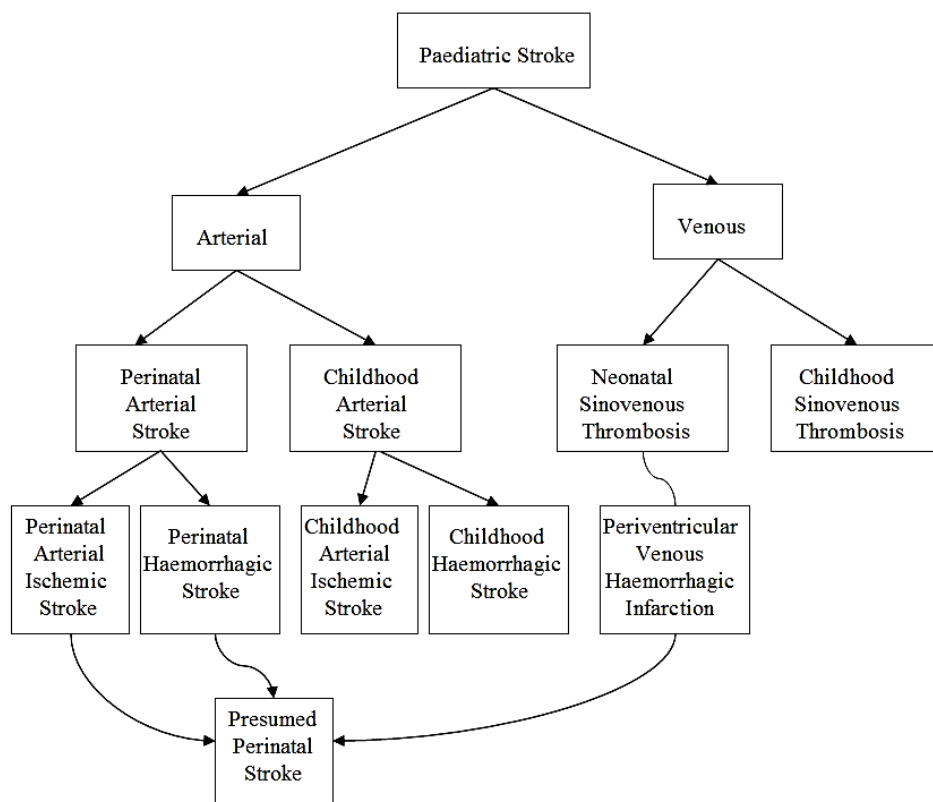 Paediatric Stroke
Arterial
Venous
Perinatal
Arterial
Stroke
Childhood
Arterial
Stroke
Neonatal
Sinovenous
Thrombosis
Childhood
Sinovenous
Thrombosis
Perinatal
Arterial
Ischemic
Stroke
Perinatal
Haemorrhagic
Stroke
Childhood
Arterial
Ischemic
Stroke
Childhood
Haemorrhagic
Stroke
Periventricular
Venous
Haemorrhagic
Infarction
Presumed
Perinatal
Stroke